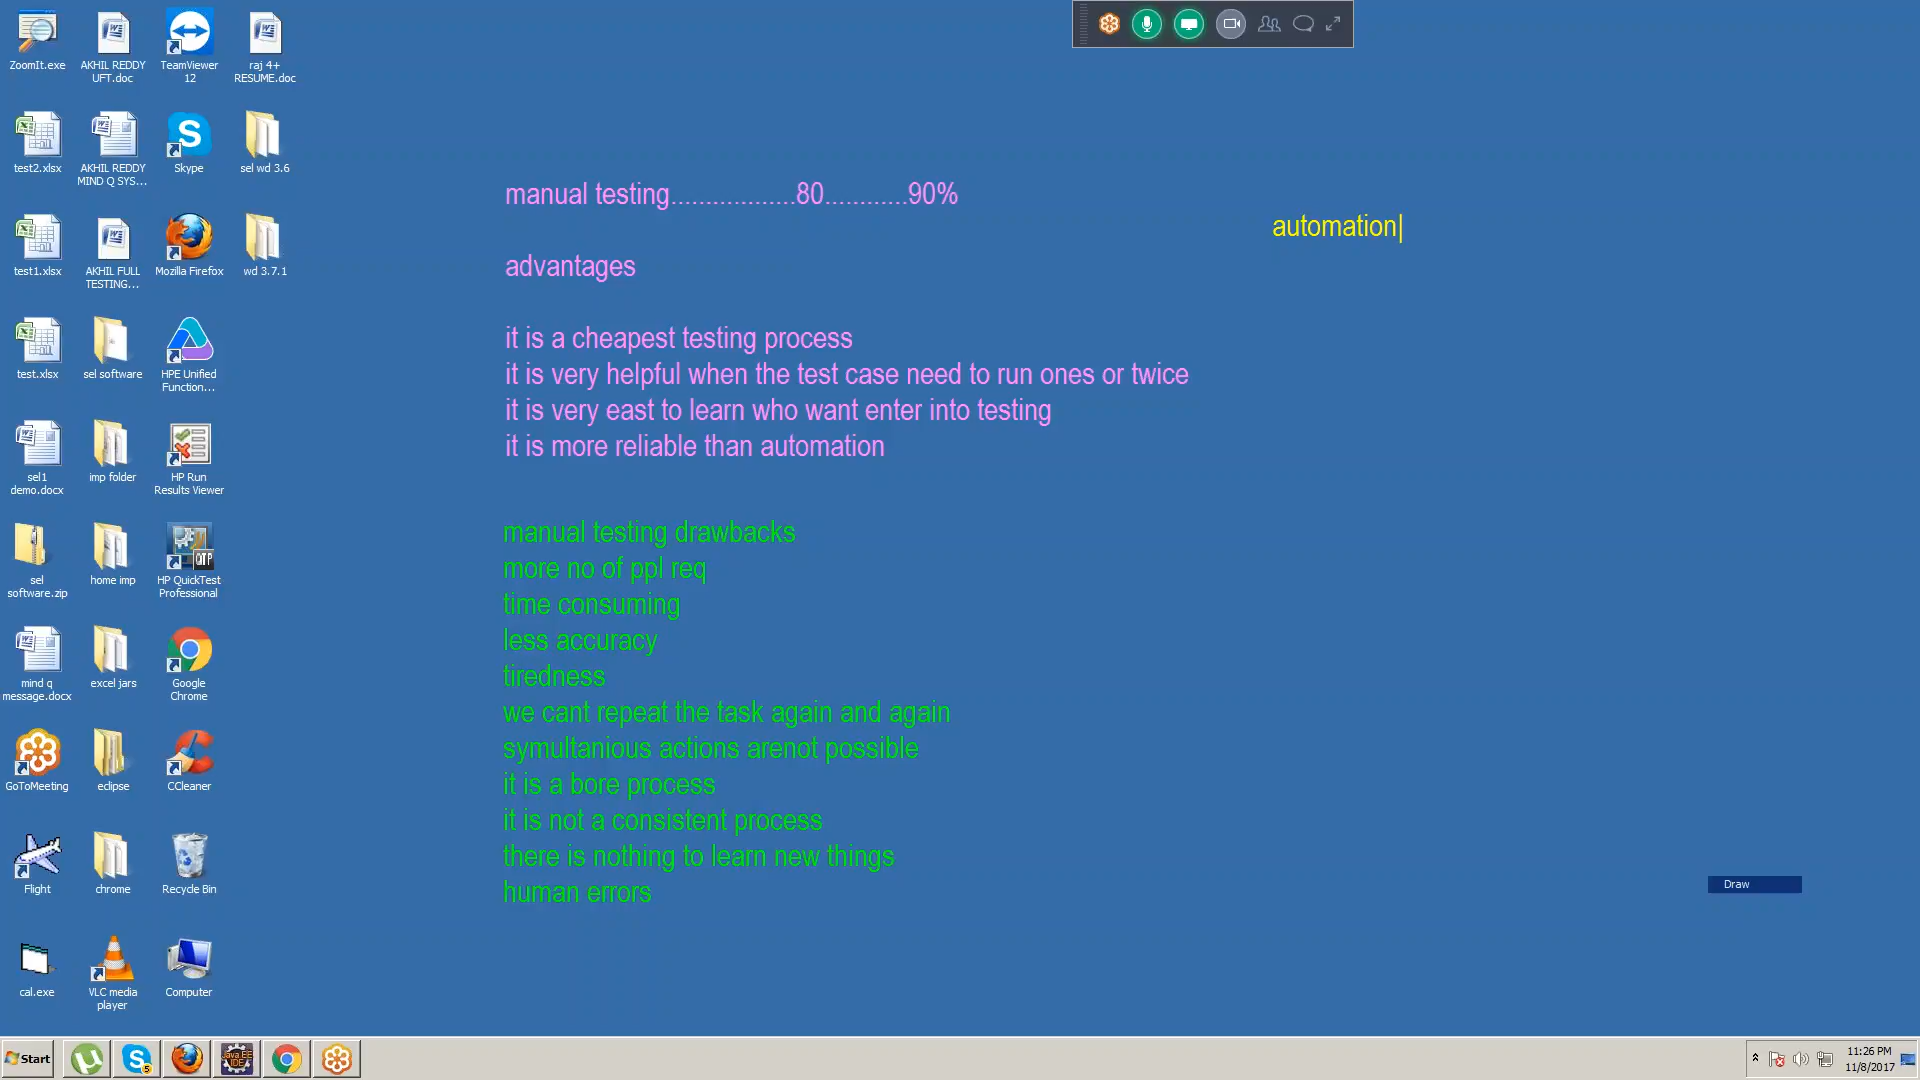 ZoomIt.exe
AKHIL REDDY
UFT.doc
TeamViewer
12
raj 4+
RESUME.doc
test2.xlsx
AKHIL REDDY
MIND Q SYS...
Skype
sel wd 3.6
test1.xlsx
AKHIL FULL
TESTING...
Mozilla Firefox
wd 3.7.1
test.xlsx
sel software
HPE Unified
Function...
sel1
demo.docx
imp folder
HP Run
Results Viewer
sel
software.zip
home imp
QTP
HP QuickTest
Professional
mind q
message.docx
excel jars
Google
Chrome
GoToMeeting
eclipse
CCleaner
Flight
chrome
Recycle Bin
cal.exe
VLC media
player
Computer
manual testing..................80............90%
automation|
advantages
it is a cheapest testing process
it is very helpful when the test case need to run ones or twice
it is very east to learn who want enter into testing
it is more reliable than automation
manual testing drawbacks
more no of ppl req
time consuming
less accuracy
tiredness
we cant repeat the task again and again
symultanious actions arenot possible
it is a bore process
it is not a consistent process
there is nothing to learn new things
human errors
Draw
Start
5
Java EE
IDE
11:26 PM
11/8/2017